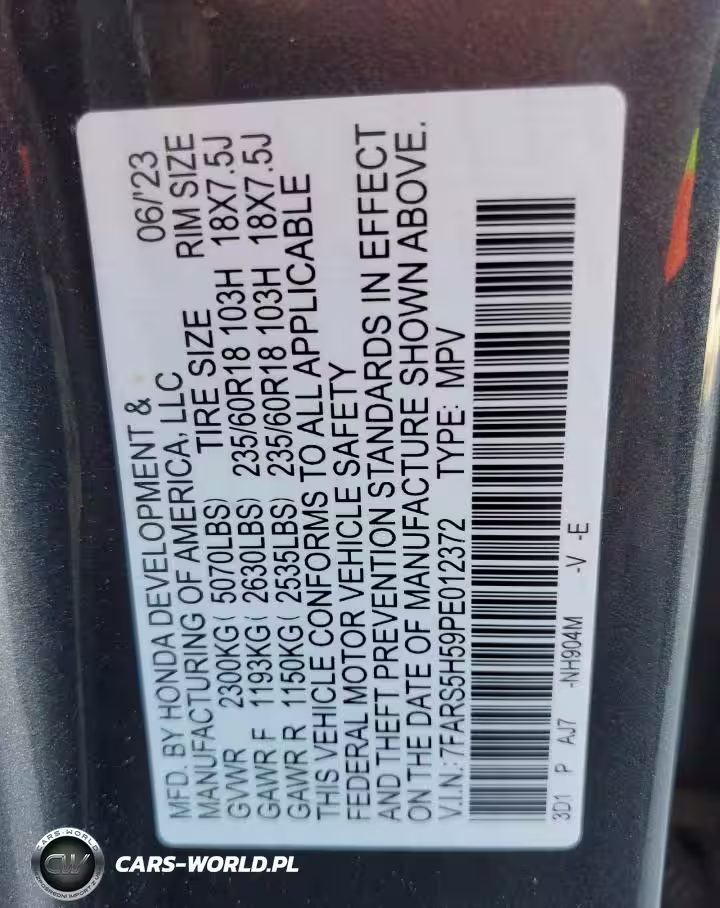 MFD. BY HONDA DEVELOPMENT & 06/'23
MANUFACTURING OF AMERICA, LLC
TIRE SIZE RIM SIZE
GVWR 2300KG( 5070LBS)
GAWR F 1193KG( 2630LBS) 235/60R18 103H 18X7.5J
GAWR R 1150KG( 2535LBS) 235/60R18 103H 18X7.5J
THIS VEHICLE CONFORMS TO ALL APPLICABLE
FEDERAL MOTOR VEHICLE SAFETY
AND THEFT PREVENTION STANDARDS IN EFFECT
ON THE DATE OF MANUFACTURE SHOWN ABOVE.
V.I.N.: 7FARS5H59PE012372 TYPE: MPV
3D1 P AJ7 -NH904M -V -E
CARS-WORLD
CW
CARS-WORLD.PL